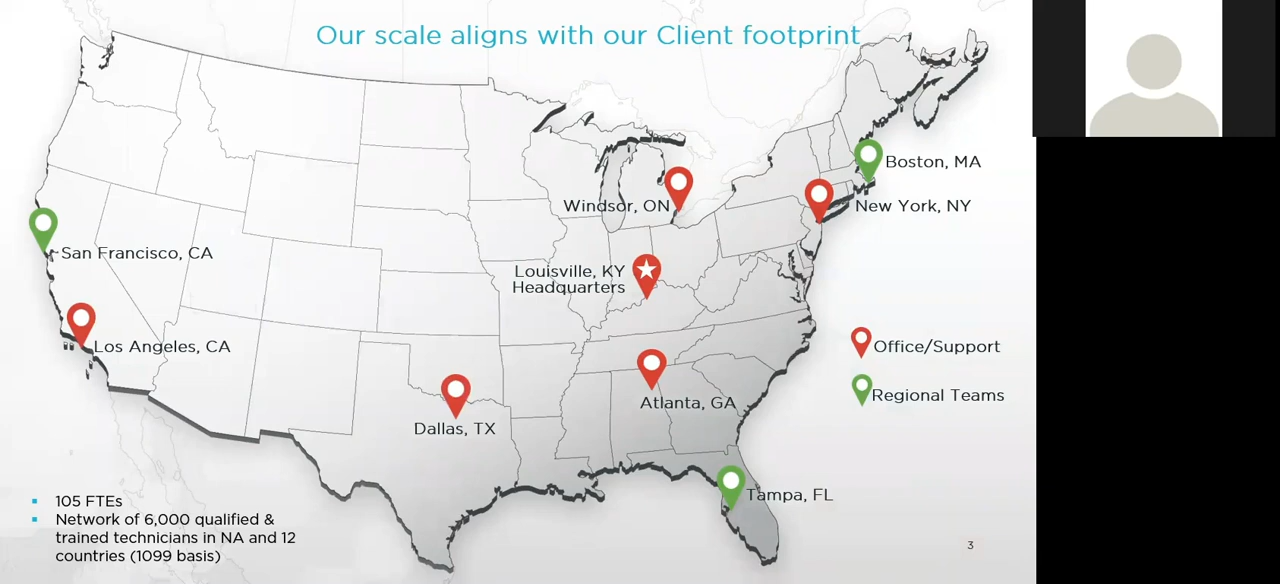 Our scale aligns with our Client footprint
Boston, MA
Windsor, ON
New York, NY
San Francisco, CA
Louisville, KY
Headquarters
Los Angeles, CA
Office/Support
Atlanta, GA
Regional Teams
Dallas, TX
Tampa, FL
105 FTEs
Network of 6,000 qualified &
trained technicians in NA and 12
countries (1099 basis)
3